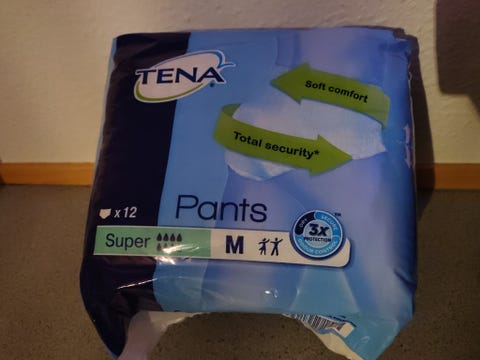 TENA
Soft comfort
Total security*
x 12
Pants
Super
M
3X
PROTECTION